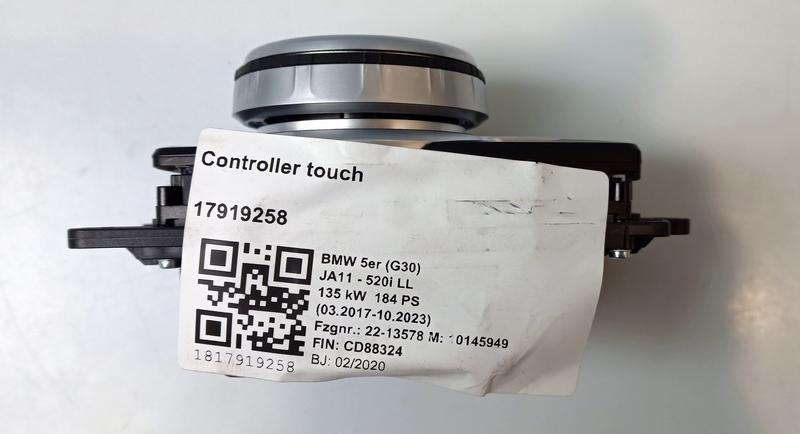 Controller touch
17919258
BMW 5er (G30)
JA11 - 520i LL
135 kW 184 PS
(03.2017-10.2023)
Fzgnr.: 22-13578 M: 10145949
FIN: CD88324
BJ: 02/2020
1817919258